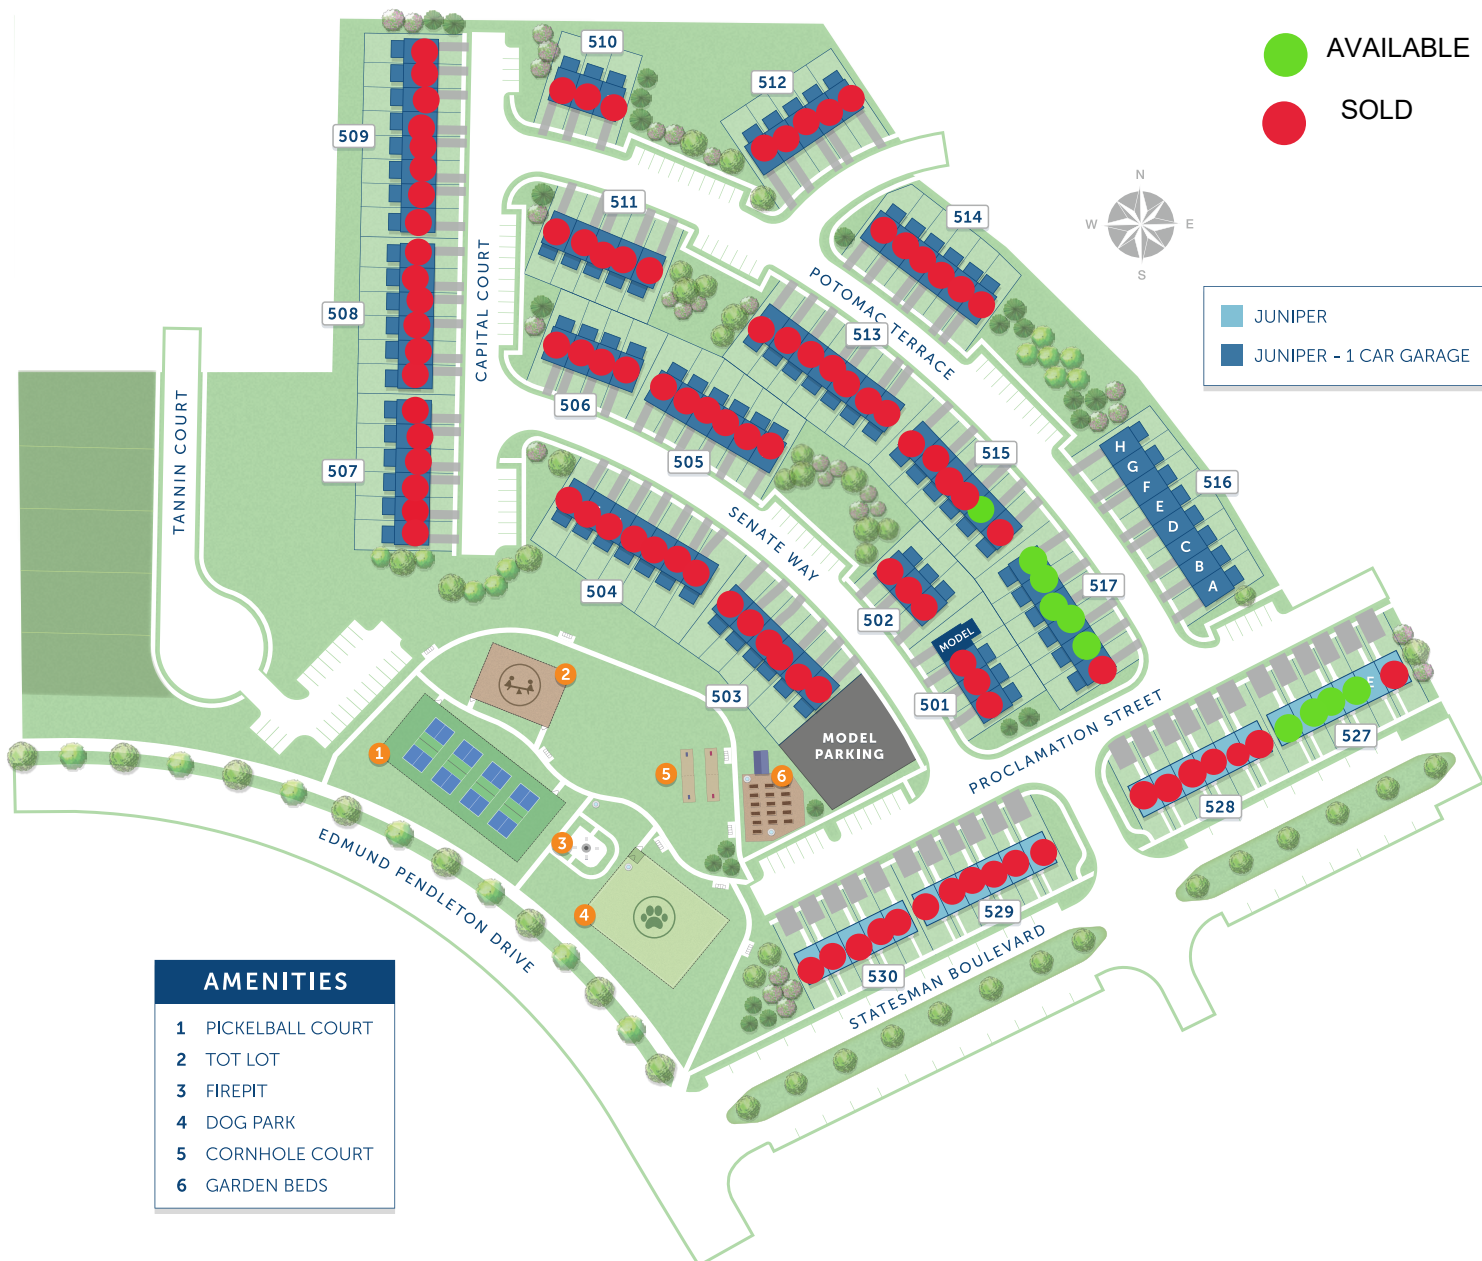 AVAILABLE
SOLD
510
512
509
511
514
N
W
E
S
CAPITAL COURT
POTOMAC TERRACE
508
513
JUNIPER
JUNIPER - 1 CAR GARAGE
TANNIN COURT
506
505
507
515
516
H
G
F
E
D
C
B
A
SENATE WAY
504
502
517
MODEL
501
503
2
1
MODEL
PARKING
5
6
PROCLAMATION STREET
E
527
528
3
EDMUND PENDLETON DRIVE
4
529
530
STATESMAN BOULEVARD
AMENITIES
1 PICKELBALL COURT
2 TOT LOT
3 FIREPIT
4 DOG PARK
5 CORNHOLE COURT
6 GARDEN BEDS